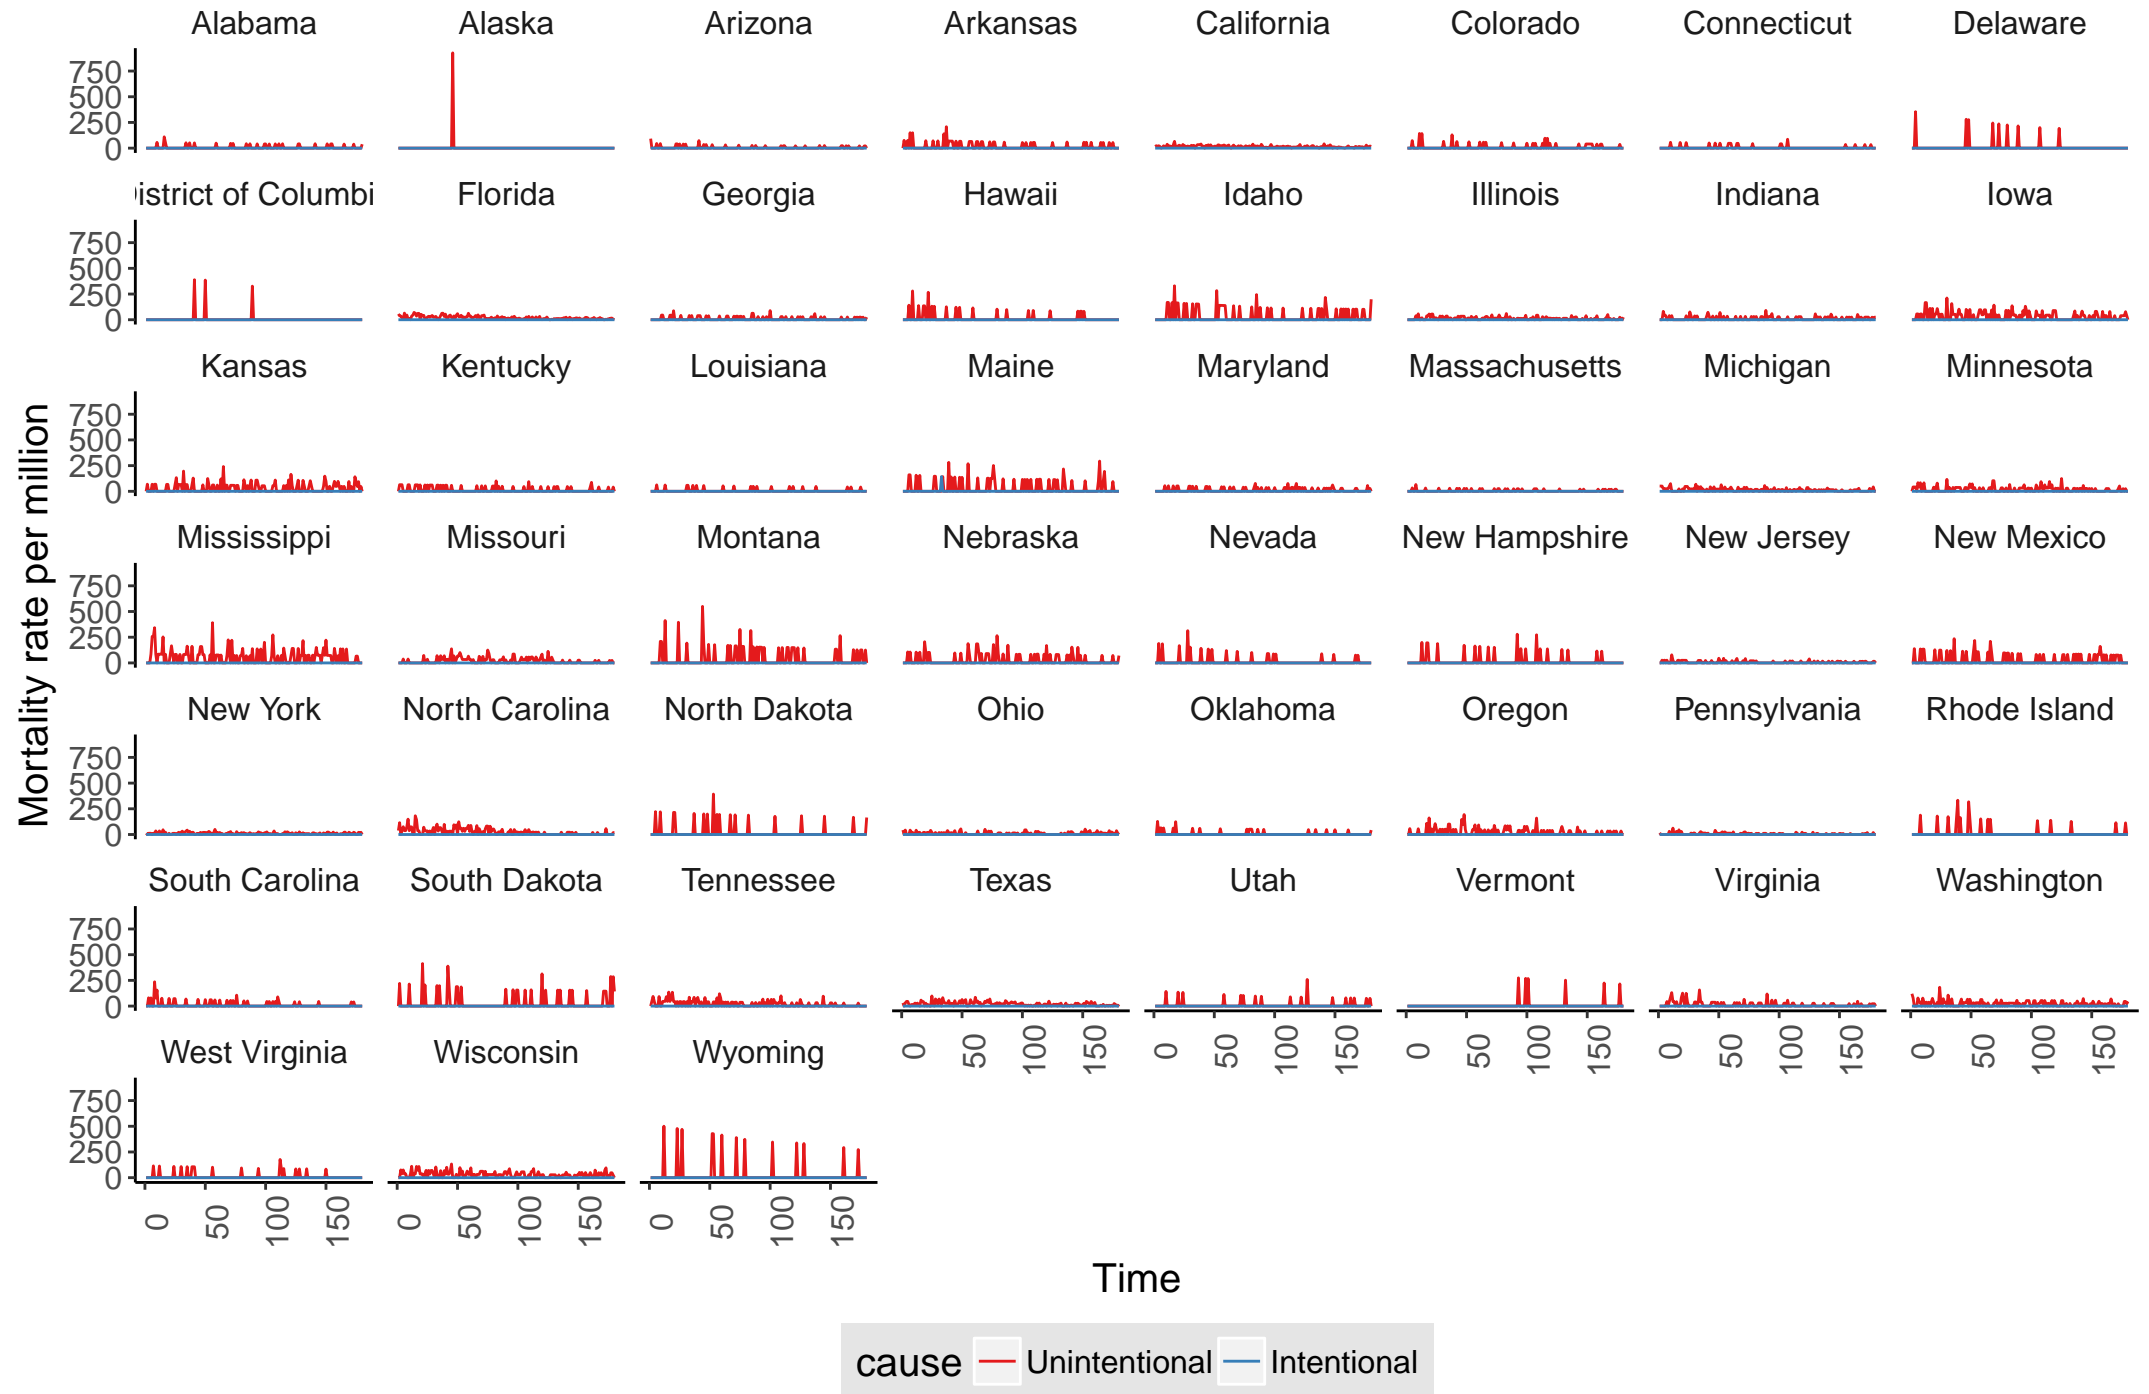 Alabama Alaska Arizona Arkansas California Colorado Connecticut Delaware
750
500
250
0
istrict of Columbi Florida Georgia Hawaii Idaho Illinois Indiana Iowa
750
500
250
0
Kansas Kentucky Louisiana Maine Maryland Massachusetts Michigan Minnesota
750
500
250
0
Mortality rate per million
Mississippi Missouri Montana Nebraska Nevada New Hampshire New Jersey New Mexico
750
500
250
0
New York North Carolina North Dakota Ohio Oklahoma Oregon Pennsylvania Rhode Island
750
500
250
0
South Carolina South Dakota Tennessee Texas Utah Vermont Virginia Washington
750
500
250
0
0 50 100 150 0 50 100 150 0 50 100 150 0 50 100 150 0 50 100 150
West Virginia Wisconsin Wyoming
750
500
250
0
0 50 100 150 0 50 100 150 0 50 100 150
Time
cause Unintentional Intentional